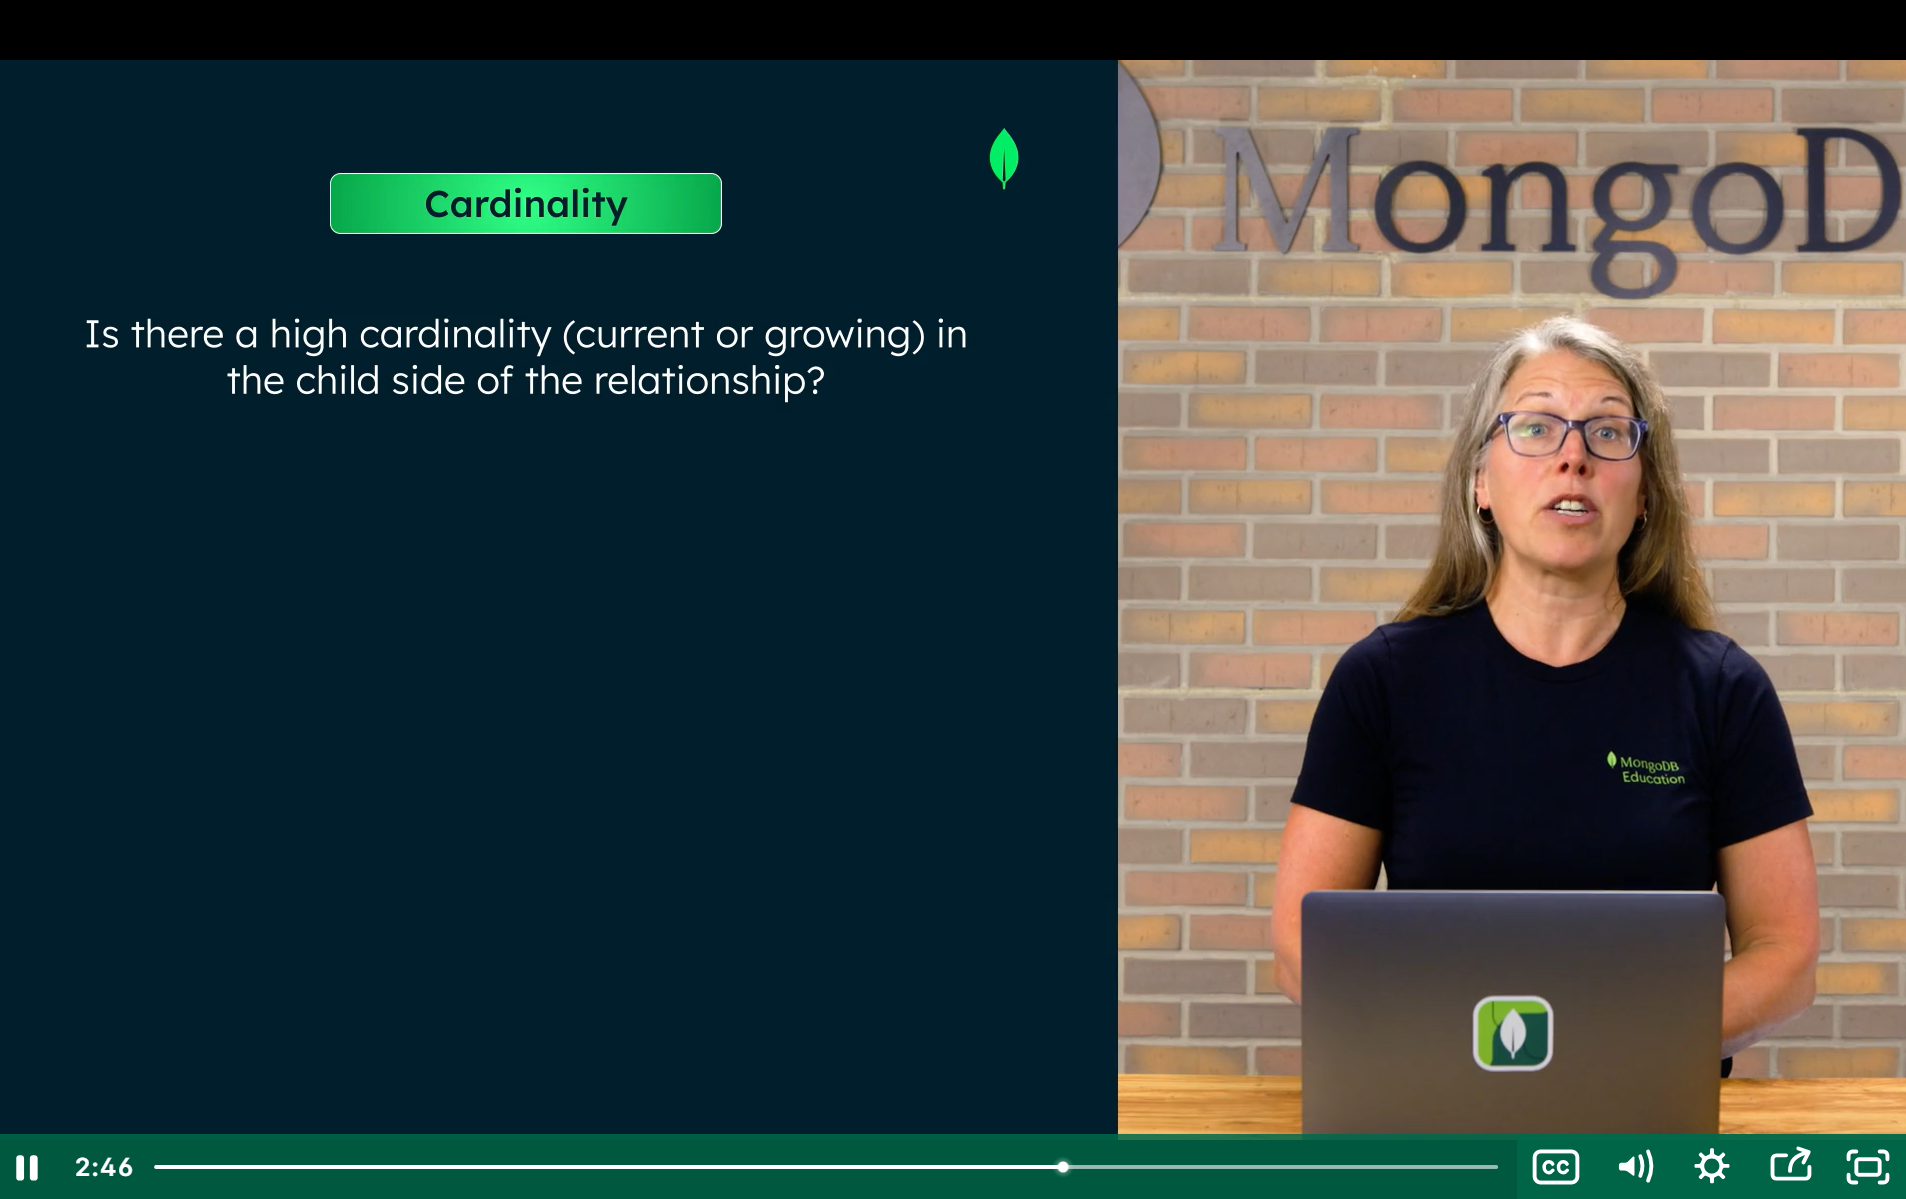 Cardinality
Is there a high cardinality (current or growing) in
the child side of the relationship?
MongoD
MongoDB
Education
2:46
CC